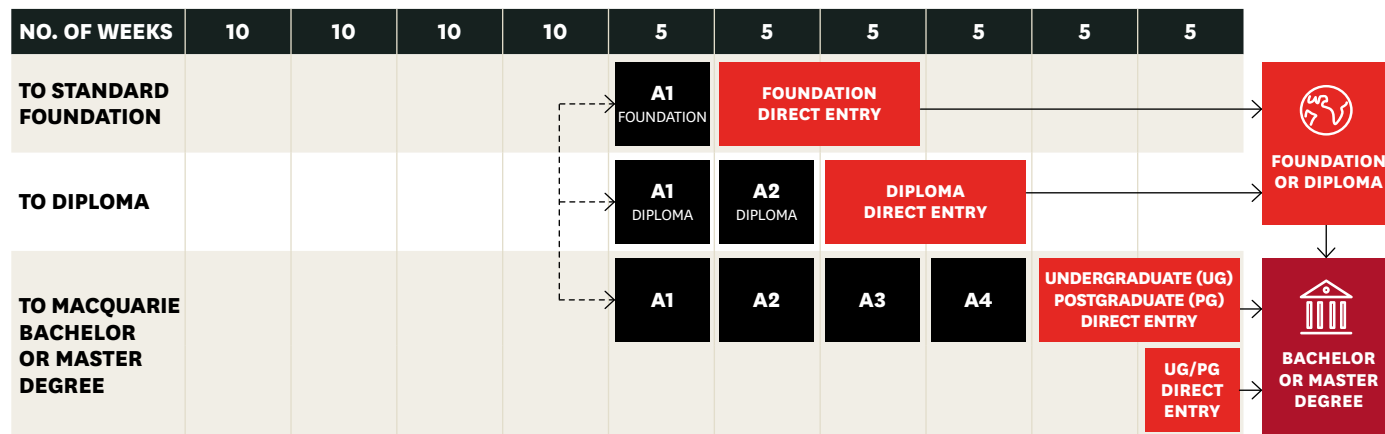 NO. OF WEEKS 10 10 10 10 5 5 5 5 5 5
TO STANDARD
FOUNDATION
A1
FOUNDATION
FOUNDATION
DIRECT ENTRY
FOUNDATION
OR DIPLOMA
TO DIPLOMA
A1
DIPLOMA
A2
DIPLOMA
DIPLOMA
DIRECT ENTRY
TO MACQUARIE
BACHELOR
OR MASTER
DEGREE
A1
A2
A3
A4
UNDERGRADUATE (UG)
POSTGRADUATE (PG)
DIRECT ENTRY
UG/PG
DIRECT
ENTRY
BACHELOR
OR MASTER
DEGREE